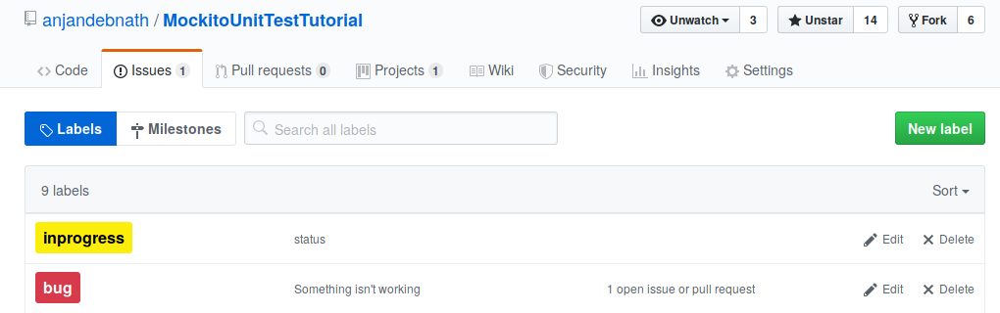 anjandebnath / MockitoUnitTestTutorial Unwatch 3 Unstar 14 Fork 6
Code Issues 1 Pull requests 0 Projects 1 Wiki Security Insights Settings
Labels Milestones Search all labels New label
9 labels Sort
inprogress status Edit Delete
bug Something isn't working 1 open issue or pull request Edit Delete